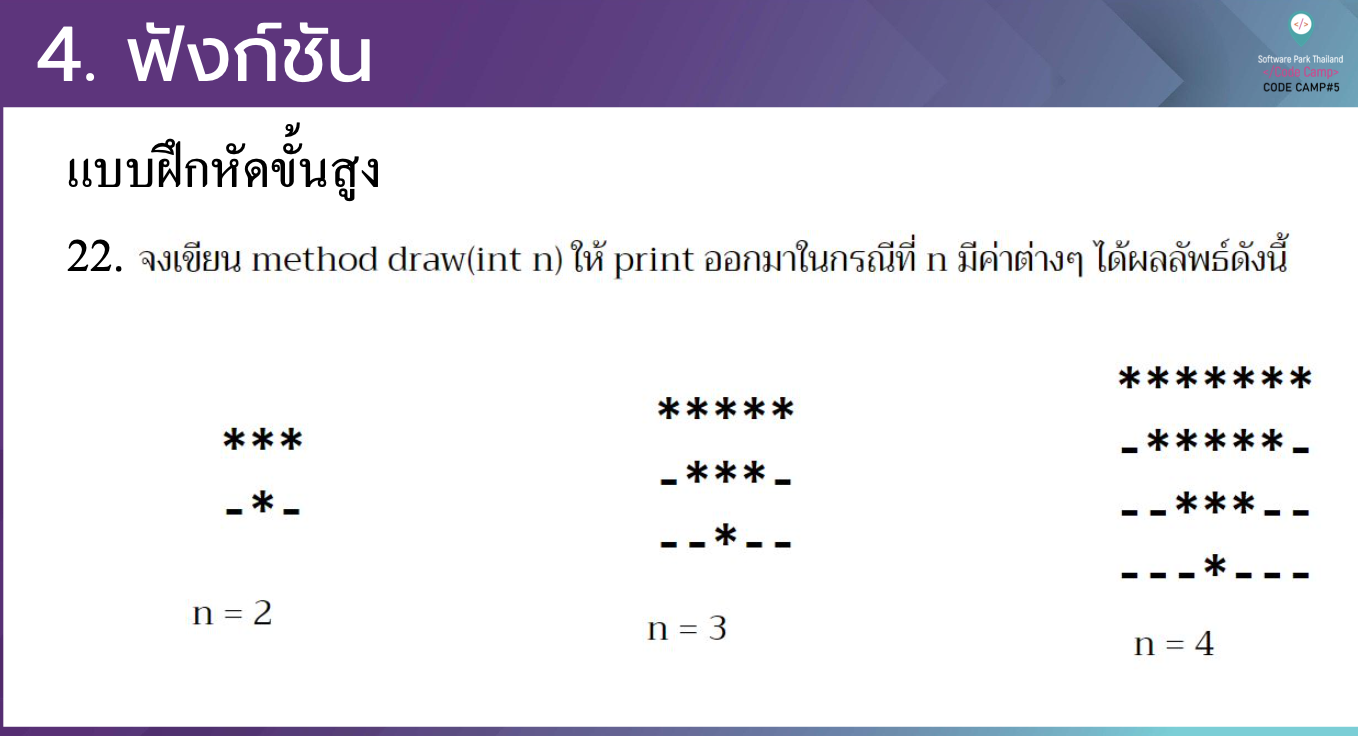 4. ฟังก์ชัน
</>
Software Park Thailand
</Code Camp>
CODE CAMP#5
แบบฝึกหัดขั้นสูง
22. จงเขียน method draw(int n) ให้ print ออกมาในกรณีที่ n มีค่าต่างๆ ได้ผลลัพธ์ดังนี้
***
-*-
n = 2
*****
-***-
--*--
n = 3
*******
-*****-
--***--
---*---
n = 4